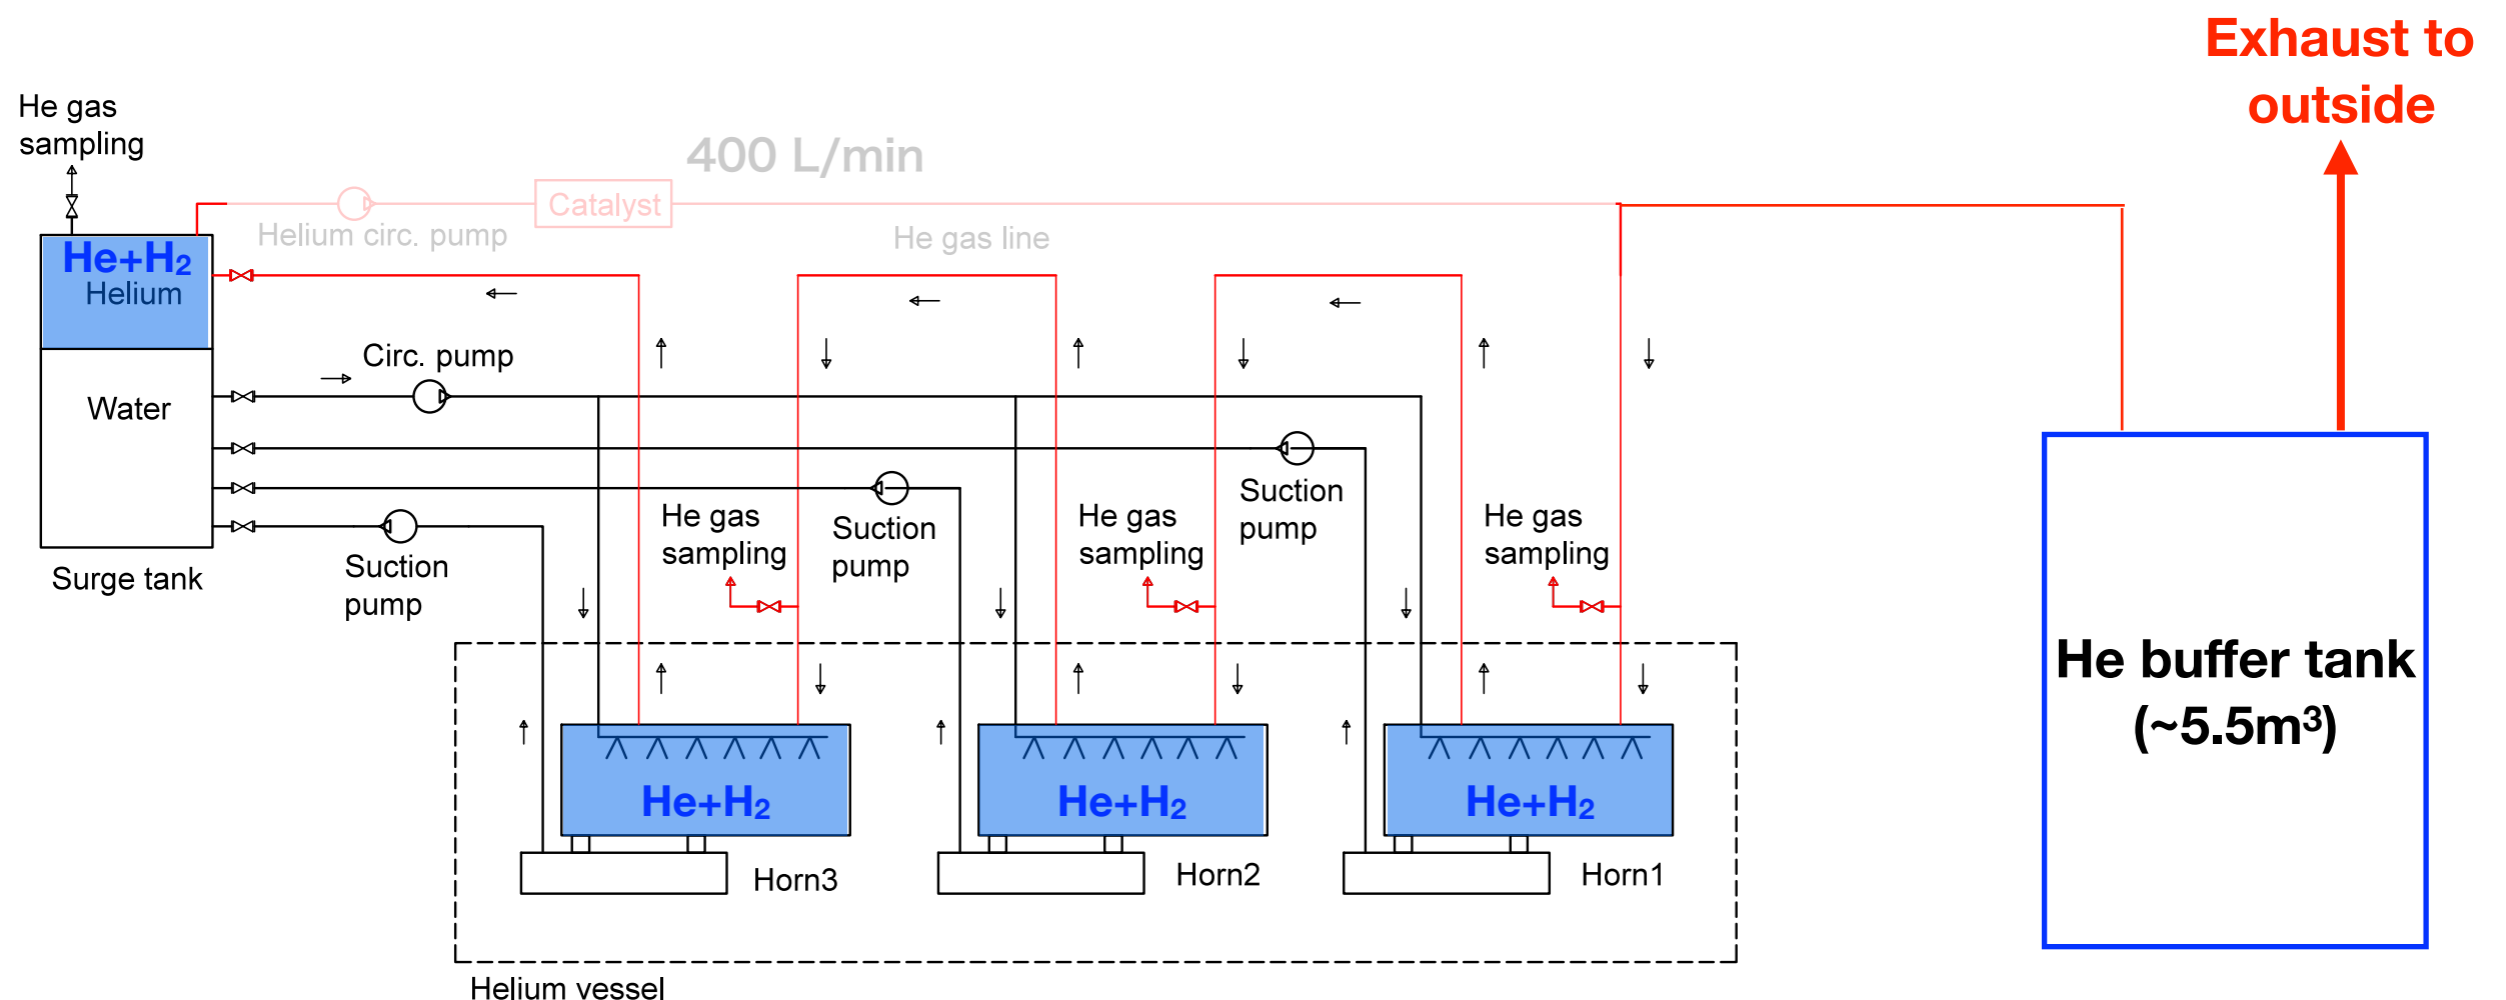 Exhaust to
outside
He gas
sampling
400 L/min
Catalyst
Helium circ. pump
He gas line
He+H₂
Helium
Circ. pump
Water
Suction
pump
He gas
sampling
Suction
pump
He gas
sampling
Suction
pump
He gas
sampling
Surge tank
Suction
pump
He buffer tank
(~5.5m³)
He+H₂
He+H₂
He+H₂
Horn3
Horn2
Horn1
Helium vessel